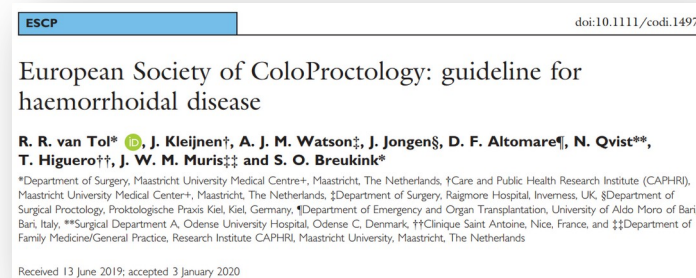 ESCP
doi:10.1111/codi.1497
European Society of ColoProctology: guideline for
haemorrhoidal disease
R. R. van Tol* iD, J. Kleijnen†, A. J. M. Watson‡, J. Jongen§, D. F. Altomare¶, N. Qvist**,
T. Higuero††, J. W. M. Muris‡‡ and S. O. Breukink*
*Department of Surgery, Maastricht University Medical Centre+, Maastricht, The Netherlands, †Care and Public Health Research Institute (CAPHRI),
Maastricht University Medical Center+, Maastricht, The Netherlands, ‡Department of Surgery, Raigmore Hospital, Inverness, UK, §Department of
Surgical Proctology, Proktologische Praxis Kiel, Kiel, Germany, ¶Department of Emergency and Organ Transplantation, University of Aldo Moro of Bari,
Bari, Italy, **Surgical Department A, Odense University Hospital, Odense C, Denmark, ††Clinique Saint Antoine, Nice, France, and ‡‡Department of
Family Medicine/General Practice, Research Institute CAPHRI, Maastricht University, Maastricht, The Netherlands
Received 13 June 2019; accepted 3 January 2020